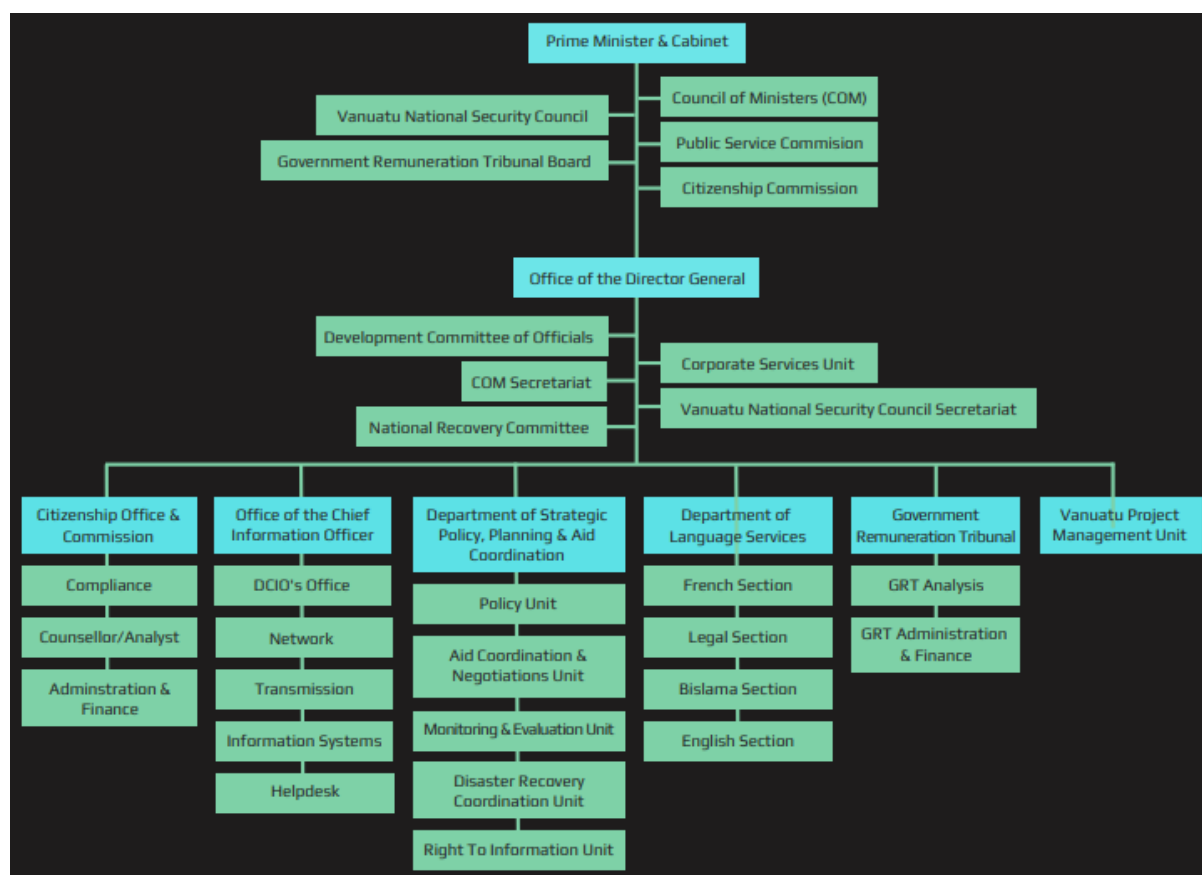 Prime Minister & Cabinet
Council of Ministers (COM)
Vanuatu National Security Council
Public Service Commision
Government Remuneration Tribunal Board
Citizenship Commission
Office of the Director General
Development Committee of Officials
Corporate Services Unit
COM Secretariat
Vanuatu National Security Council Secretariat
National Recovery Committee
Citizenship Office &
Commission
Compliance
Counsellor/Analyst
Adminstration &
Finance
Office of the Chief
Information Officer
DCIO's Office
Network
Transmission
Information Systems
Helpdesk
Department of Strategic
Policy, Planning & Aid
Coordination
Policy Unit
Aid Coordination &
Negotiations Unit
Monitoring & Evaluation Unit
Disaster Recovery
Coordination Unit
Right To Information Unit
Department of
Language Services
French Section
Legal Section
Bislama Section
English Section
Government
Remuneration Tribunal
GRT Analysis
GRT Administration
& Finance
Vanuatu Project
Management Unit